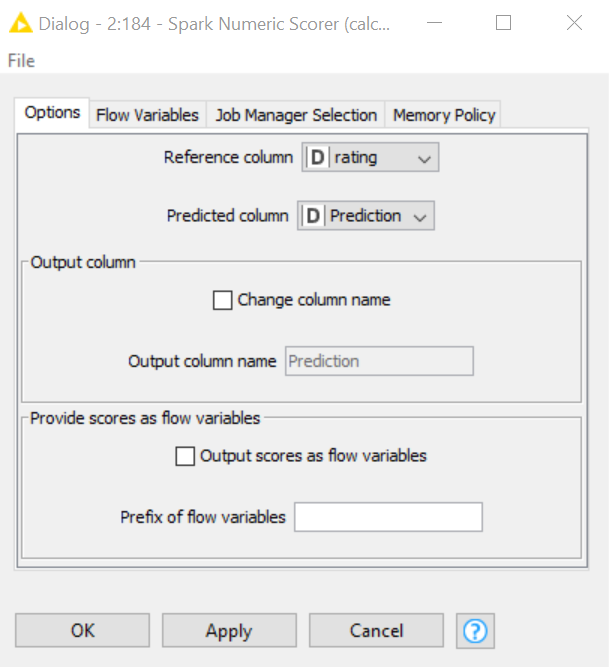 Dialog - 2:184 - Spark Numeric Scorer (calc...
File
Options Flow Variables Job Manager Selection Memory Policy
Reference column D rating
Predicted column D Prediction
Output column
Change column name
Output column name Prediction
Provide scores as flow variables
Output scores as flow variables
Prefix of flow variables
OK Apply Cancel ?